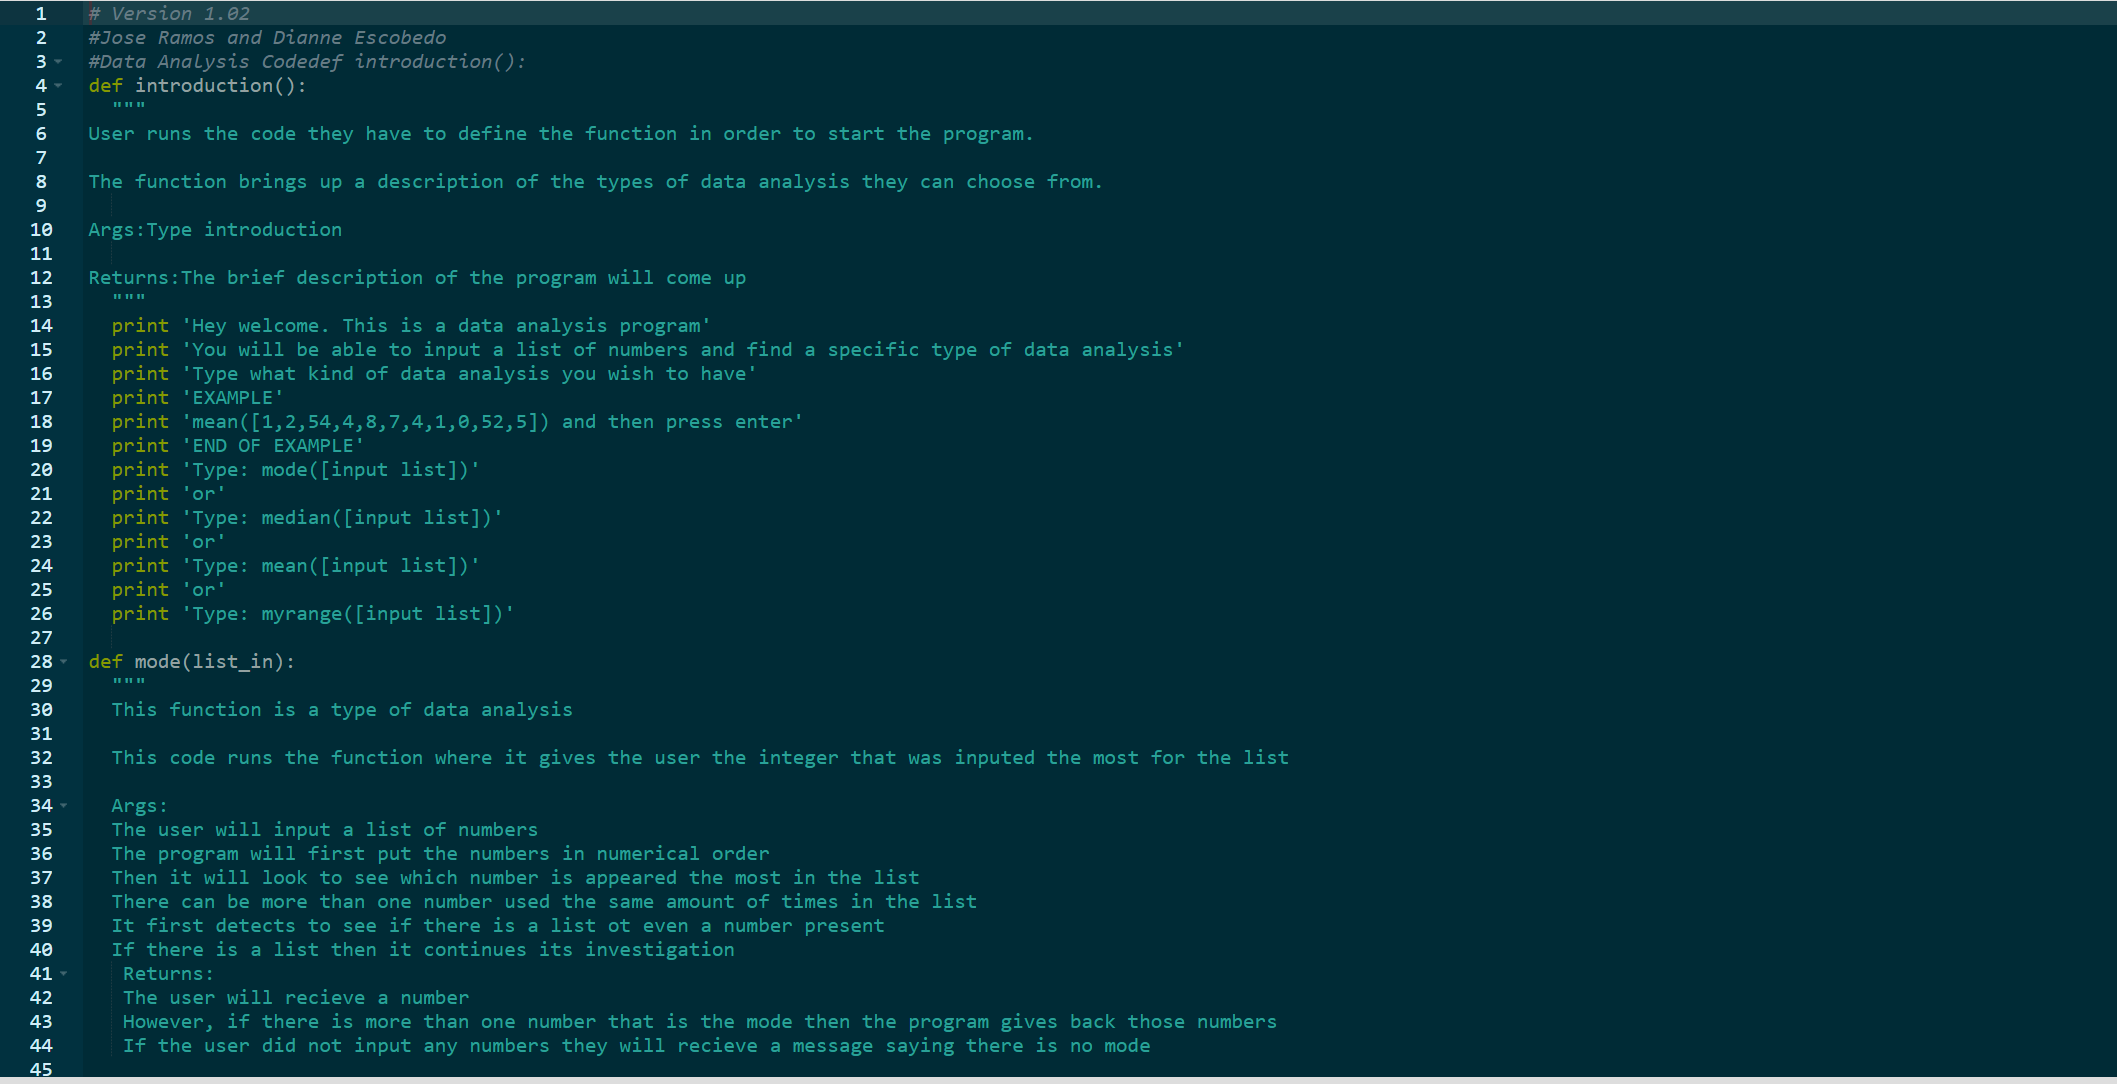 1 # Version 1.02
2 #Jose Ramos and Dianne Escobedo
3 #Data Analysis Codedef introduction():
4 def introduction():
5 """
6 User runs the code they have to define the function in order to start the program.
7
8 The function brings up a description of the types of data analysis they can choose from.
9
10 Args:Type introduction
11
12 Returns:The brief description of the program will come up
13 """
14 print 'Hey welcome. This is a data analysis program'
15 print 'You will be able to input a list of numbers and find a specific type of data analysis'
16 print 'Type what kind of data analysis you wish to have'
17 print 'EXAMPLE'
18 print 'mean([1,2,54,4,8,7,4,1,0,52,5]) and then press enter'
19 print 'END OF EXAMPLE'
20 print 'Type: mode([input list])'
21 print 'or'
22 print 'Type: median([input list])'
23 print 'or'
24 print 'Type: mean([input list])'
25 print 'or'
26 print 'Type: myrange([input list])'
27
28 def mode(list_in):
29 """
30 This function is a type of data analysis
31
32 This code runs the function where it gives the user the integer that was inputed the most for the list
33
34 Args:
35 The user will input a list of numbers
36 The program will first put the numbers in numerical order
37 Then it will look to see which number is appeared the most in the list
38 There can be more than one number used the same amount of times in the list
39 It first detects to see if there is a list ot even a number present
40 If there is a list then it continues its investigation
41 Returns:
42 The user will recieve a number
43 However, if there is more than one number that is the mode then the program gives back those numbers
44 If the user did not input any numbers they will recieve a message saying there is no mode
45